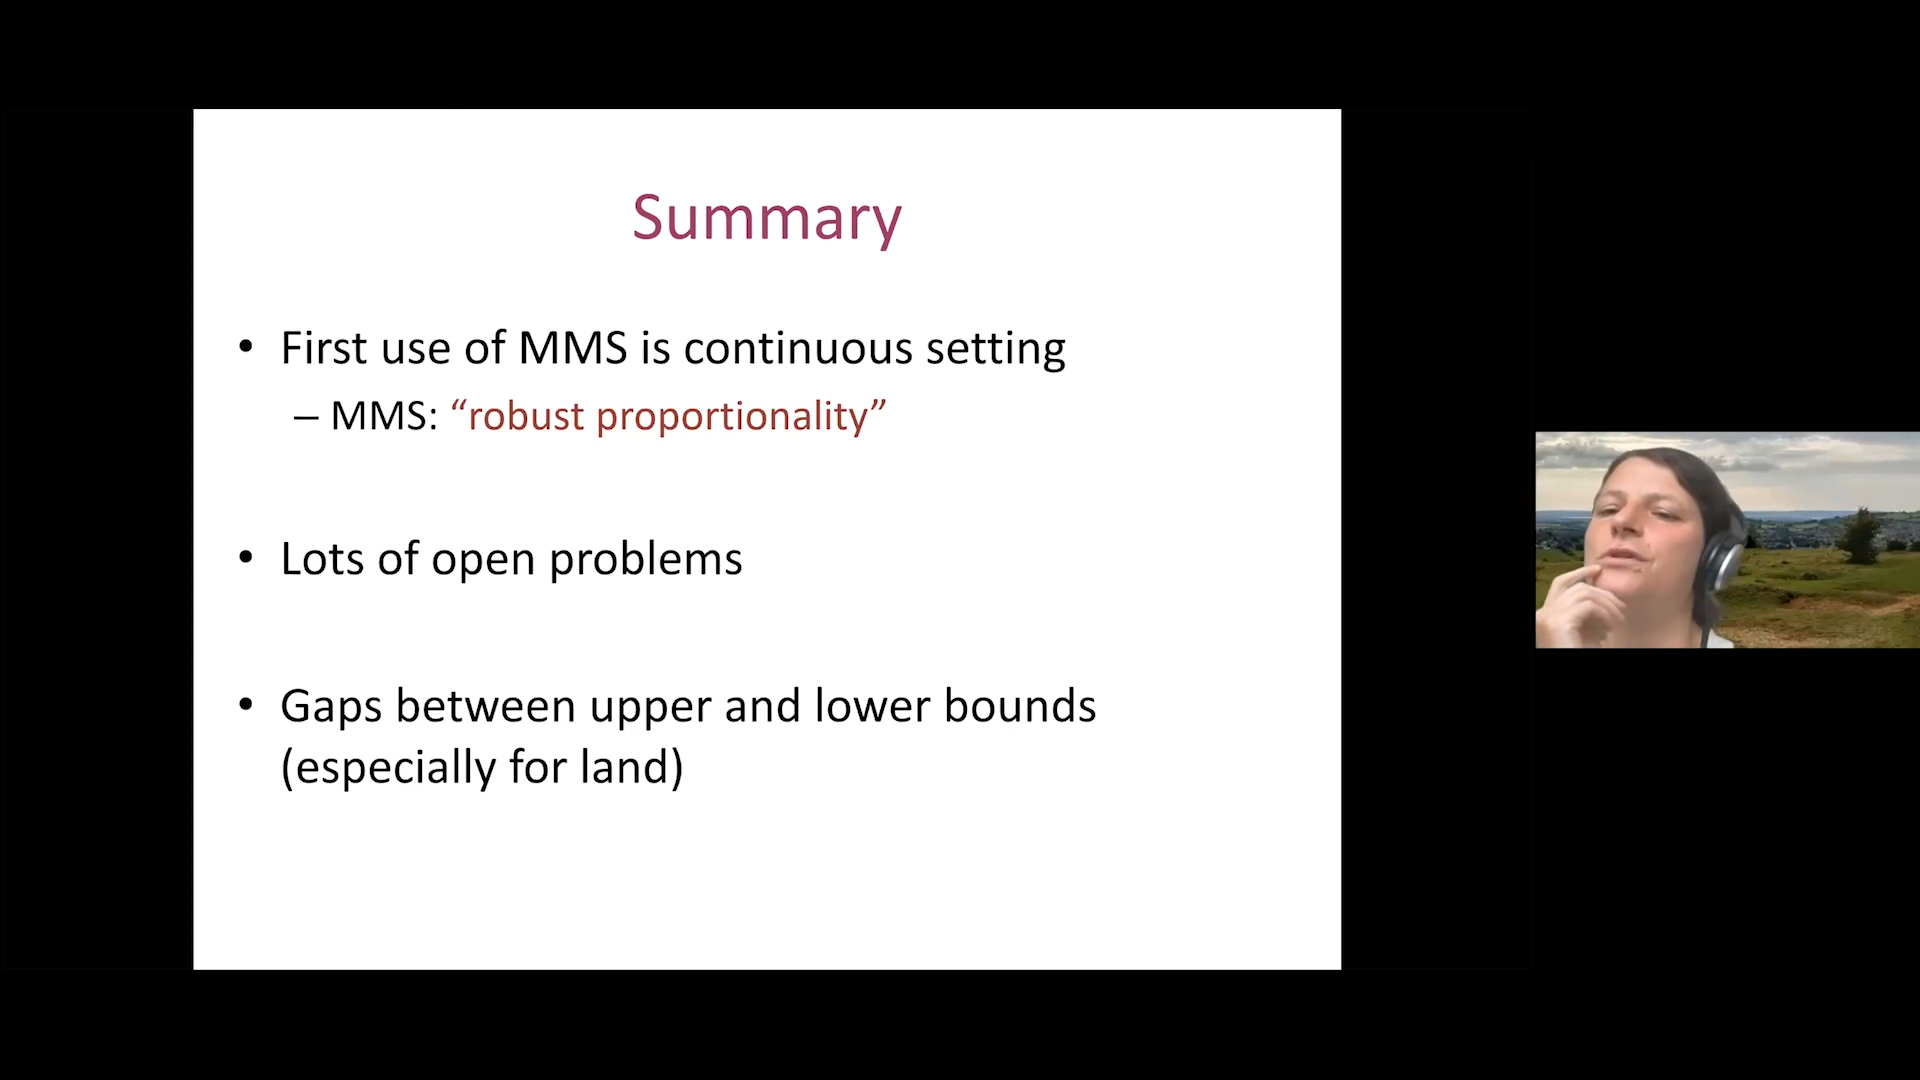 Summary
• First use of MMS is continuous setting
– MMS: “robust proportionality”
• Lots of open problems
• Gaps between upper and lower bounds
(especially for land)